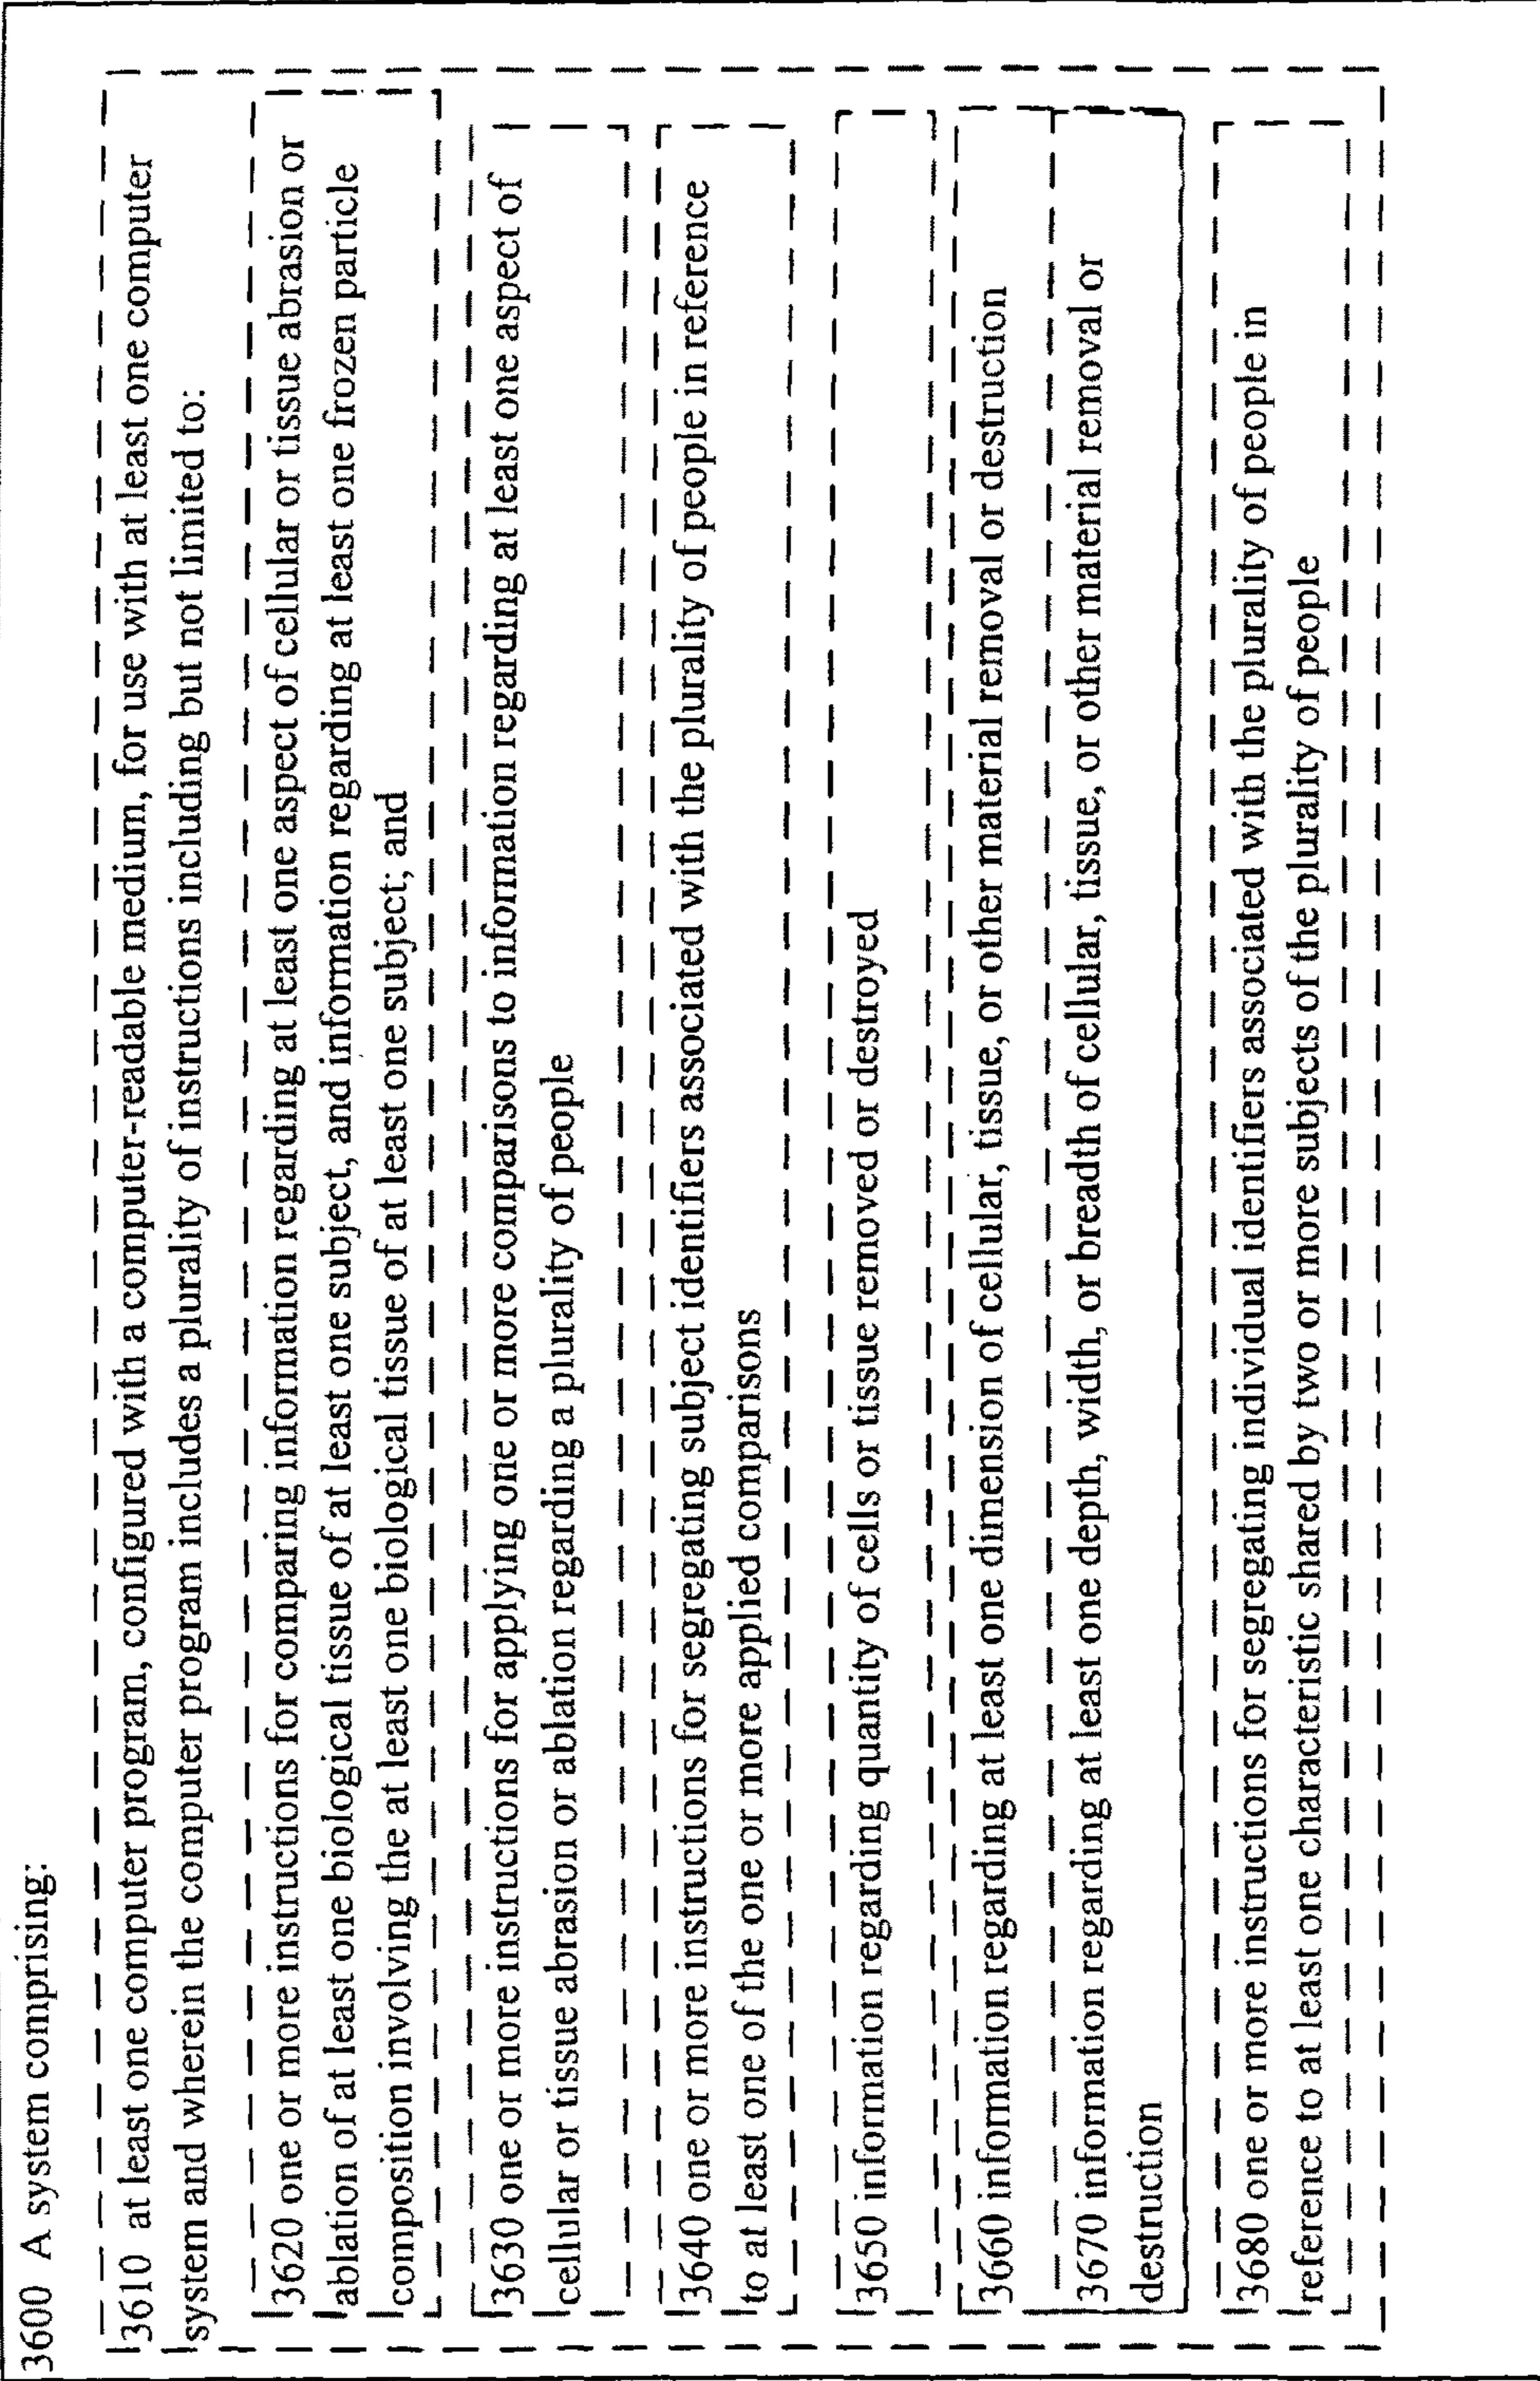 3600 A system comprising:
3610 at least one computer program, configured with a computer-readable medium, for use with at least one computer
system and wherein the computer program includes a plurality of instructions including but not limited to:
3620 one or more instructions for comparing information regarding at least one aspect of cellular or tissue abrasion or
ablation of at least one biological tissue of at least one subject, and information regarding at least one frozen particle
composition involving the at least one biological tissue of at least one subject; and
3630 one or more instructions for applying one or more comparisons to information regarding at least one aspect of
cellular or tissue abrasion or ablation regarding a plurality of people
3640 one or more instructions for segregating subject identifiers associated with the plurality of people in reference
to at least one of the one or more applied comparisons
3650 information regarding quantity of cells or tissue removed or destroyed
3660 information regarding at least one dimension of cellular, tissue, or other material removal or destruction
3670 information regarding at least one depth, width, or breadth of cellular, tissue, or other material removal or
destruction
3680 one or more instructions for segregating individual identifiers associated with the plurality of people in
reference to at least one characteristic shared by two or more subjects of the plurality of people